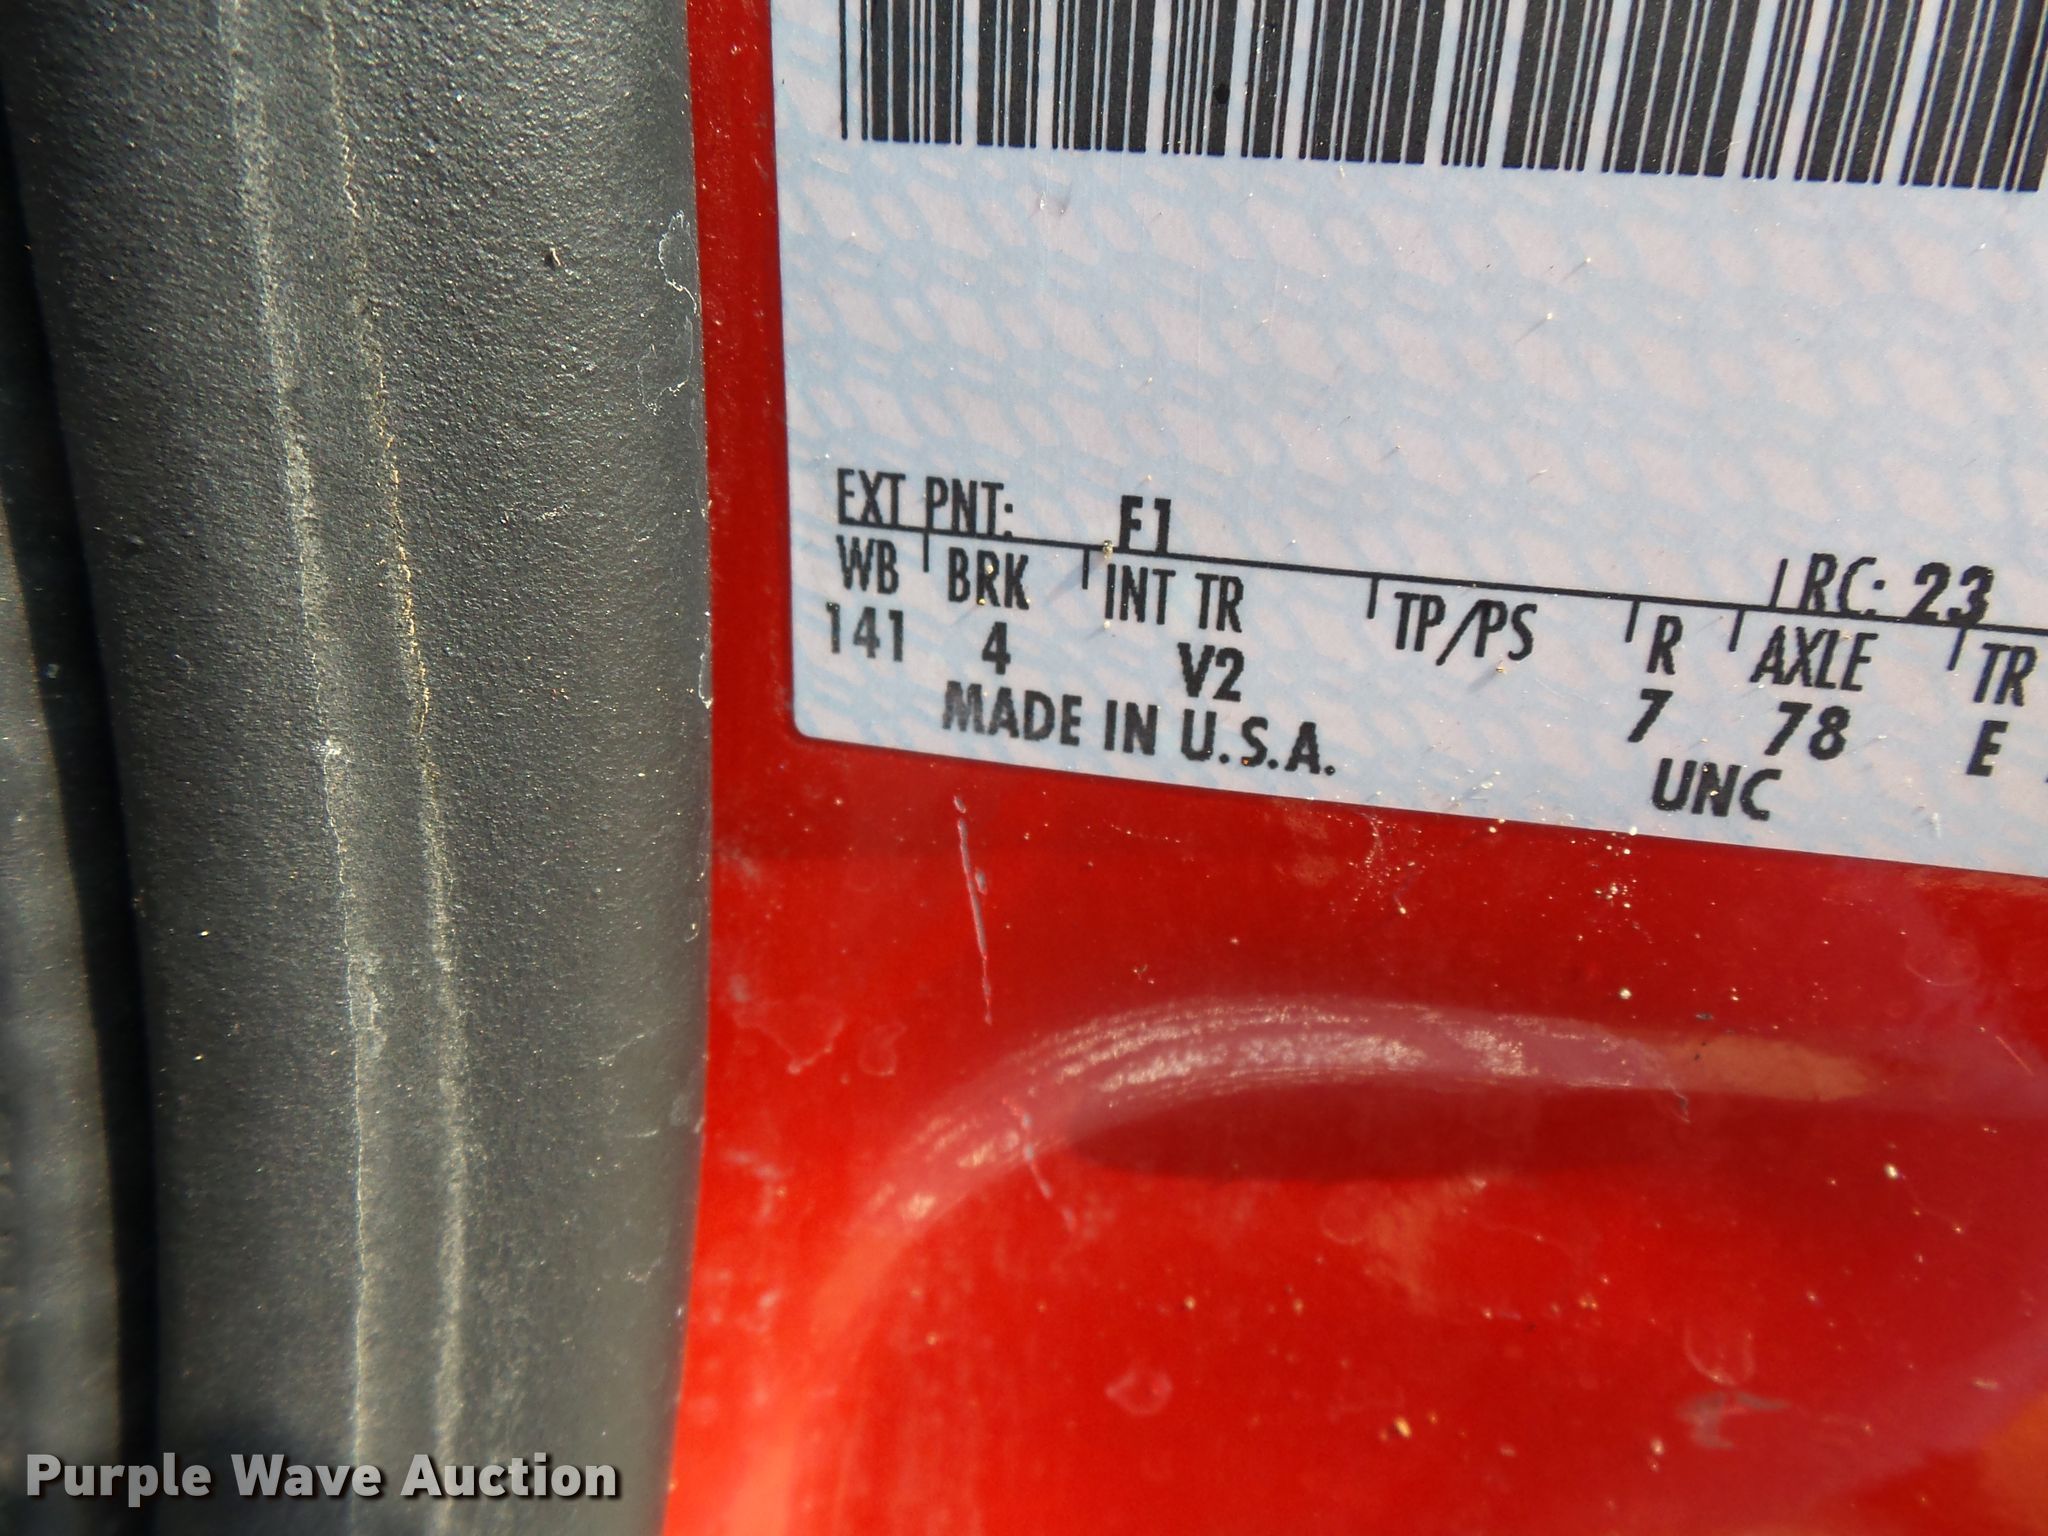 EXT PNT: F1 RC: 23
WB BRK INT TR TP/PS R AXLE TR
141 4 V2 7 78 E
MADE IN U.S.A. UNC
Purple Wave Auction